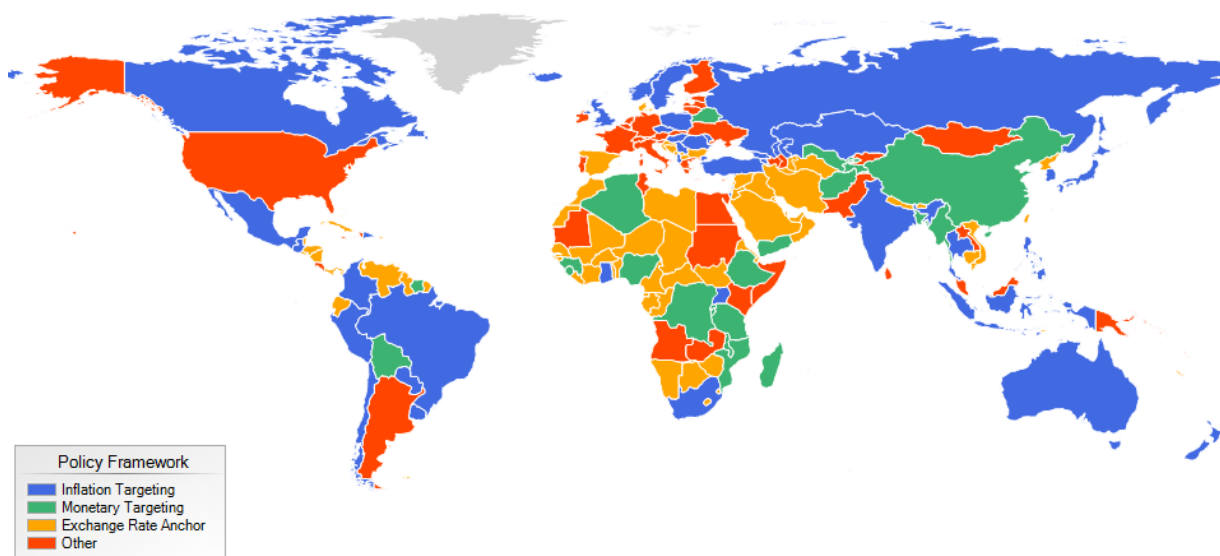 Policy Framework
Inflation Targeting
Monetary Targeting
Exchange Rate Anchor
Other